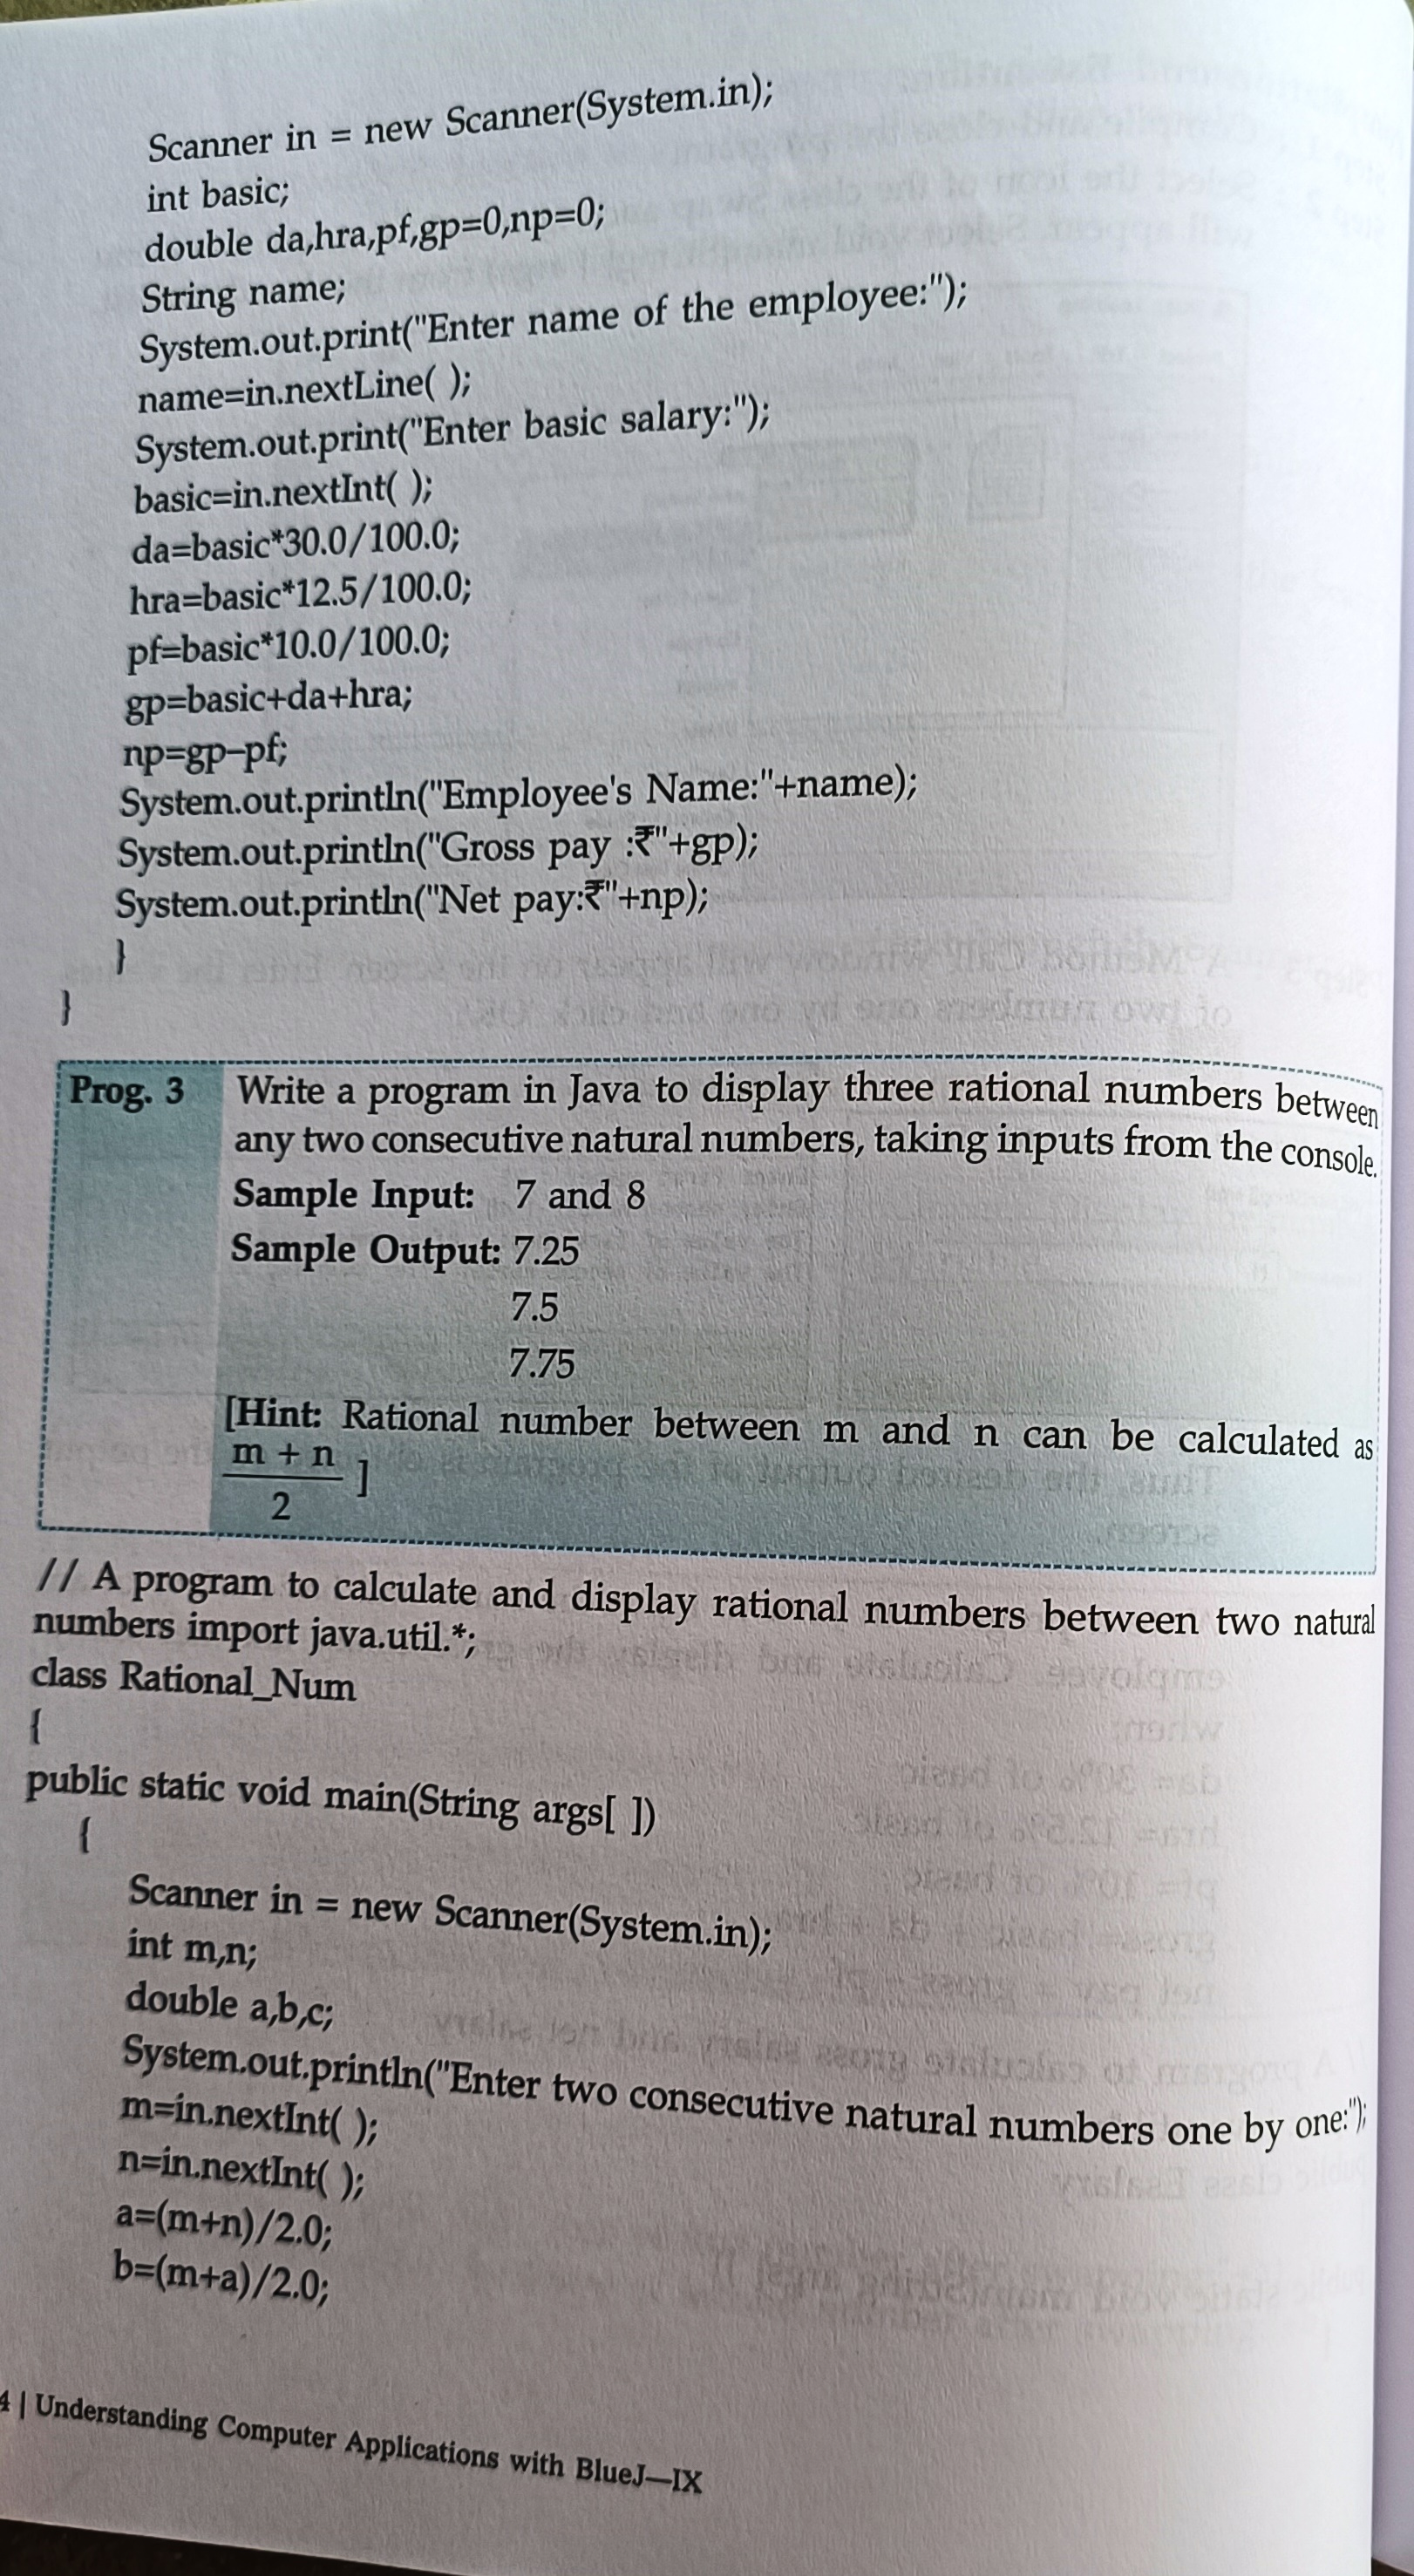 Scanner in = new Scanner(System.in);
int basic;
double da,hra,pf,gp=0,np=0;
String name;
System.out.print("Enter name of the employee:");
name=in.nextLine( );
System.out.print("Enter basic salary:");
basic=in.nextInt( );
da=basic*30.0/100.0;
hra=basic*12.5/100.0;
pf=basic*10.0/100.0;
gp=basic+da+hra;
np=gp–pf;
System.out.println("Employee's Name:"+name);
System.out.println("Gross pay :₹"+gp);
System.out.println("Net pay:₹"+np);
}
}
Prog. 3 Write a program in Java to display three rational numbers between
any two consecutive natural numbers, taking inputs from the console.
Sample Input: 7 and 8
Sample Output: 7.25
7.5
7.75
[Hint: Rational number between m and n can be calculated as
m + n
]
2
// A program to calculate and display rational numbers between two natural
numbers import java.util.*;
class Rational_Num
{
public static void main(String args[ ])
{
Scanner in = new Scanner(System.in);
int m,n;
double a,b,c;
System.out.println("Enter two consecutive natural numbers one by one:");
m=in.nextInt( );
n=in.nextInt( );
a=(m+n)/2.0;
b=(m+a)/2.0;
4 | Understanding Computer Applications with BlueJ—IX